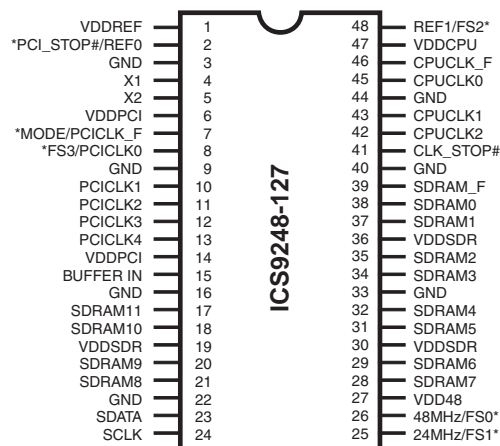 VDDREF 1 48 REF1/FS2*
*PCI_STOP#/REF0 2 47 VDDCPU
GND 3 46 CPUCLK_F
X1 4 45 CPUCLK0
X2 5 44 GND
VDDPCI 6 43 CPUCLK1
*MODE/PCICLK_F 7 42 CPUCLK2
*FS3/PCICLK0 8 41 CLK_STOP#
GND 9 40 GND
PCICLK1 10 39 SDRAM_F
PCICLK2 11 38 SDRAM0
PCICLK3 12 37 SDRAM1
PCICLK4 13 36 VDDSDR
VDDPCI 14 35 SDRAM2
BUFFER IN 15 34 SDRAM3
GND 16 33 GND
SDRAM11 17 32 SDRAM4
SDRAM10 18 31 SDRAM5
VDDSDR 19 30 VDDSDR
SDRAM9 20 29 SDRAM6
SDRAM8 21 28 SDRAM7
GND 22 27 VDD48
SDATA 23 26 48MHz/FS0*
SCLK 24 25 24MHz/FS1*
ICS9248-127